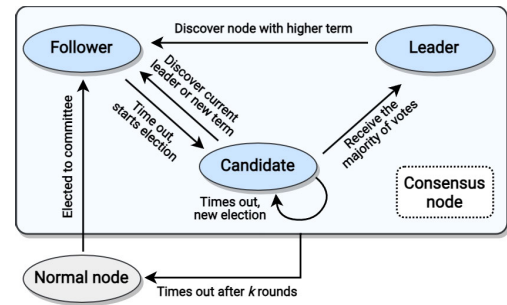 Discover node with higher term
Follower
Leader
Discover current
leader or new term
Time out,
starts election
Receive the
majority of votes
Elected to committee
Candidate
Times out,
new election
Consensus
node
Normal node
Times out after k rounds